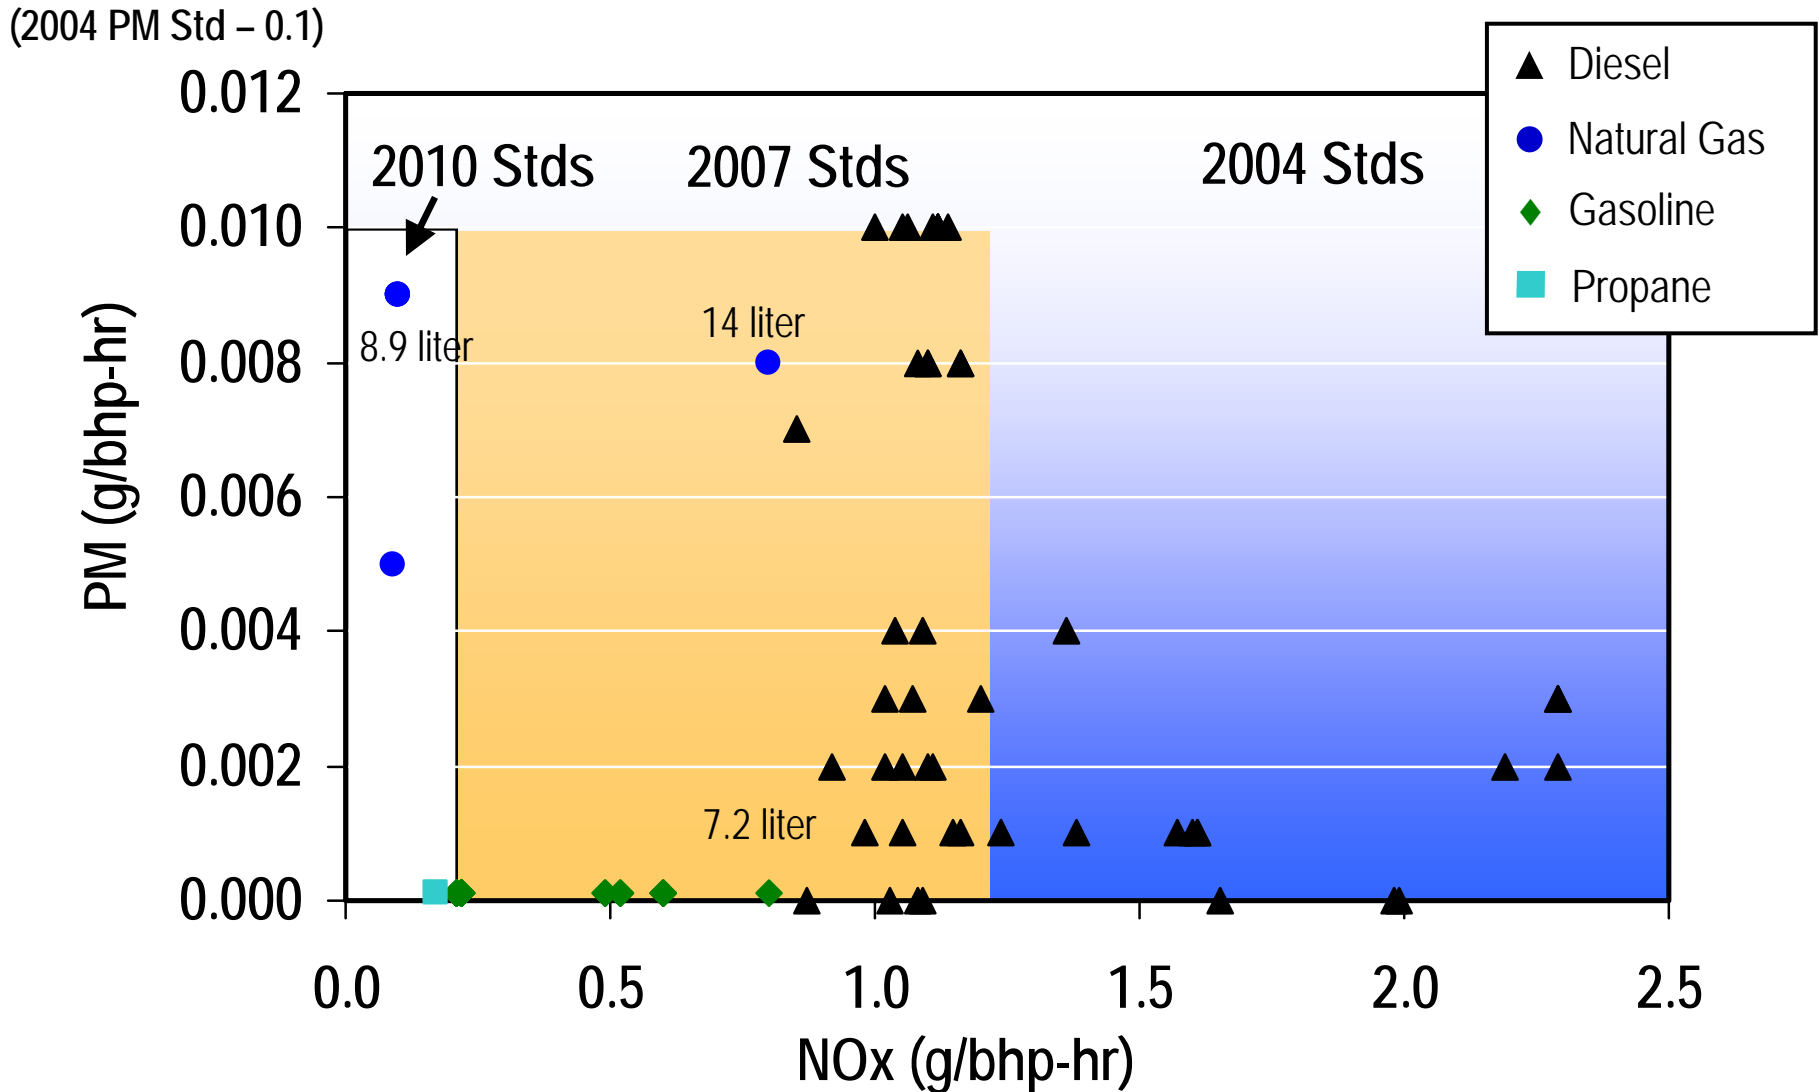 (2004 PM Std – 0.1)
Diesel
Natural Gas
Gasoline
Propane
0.012
0.010
0.008
0.006
0.004
0.002
0.000
PM (g/bhp-hr)
2010 Stds
2007 Stds
2004 Stds
8.9 liter
14 liter
7.2 liter
0.0 0.5 1.0 1.5 2.0 2.5
NOx (g/bhp-hr)